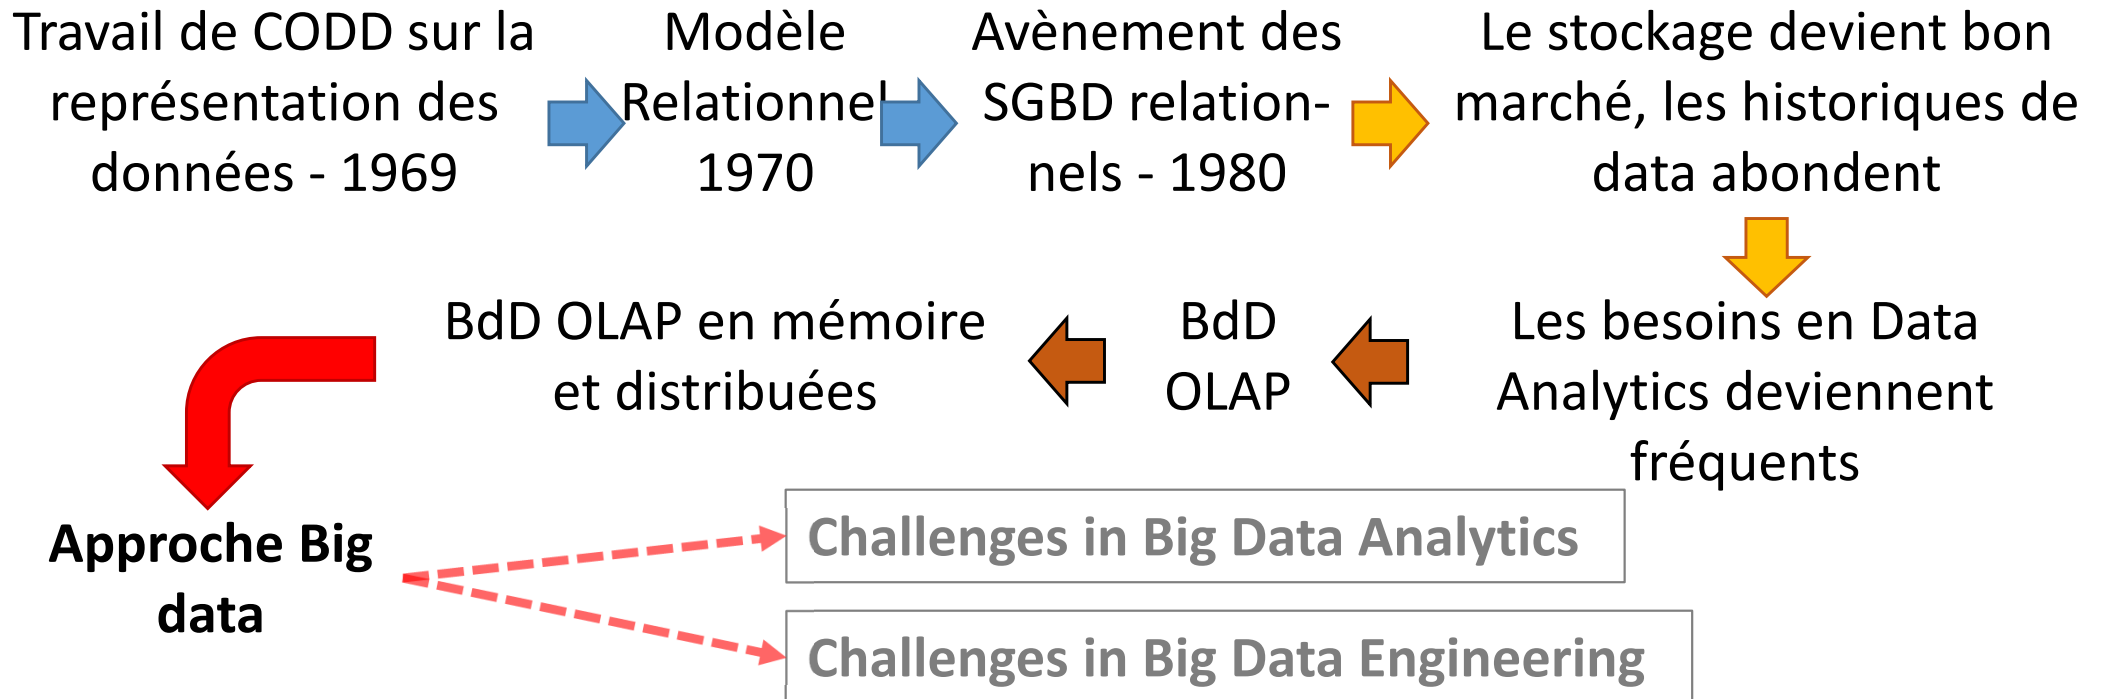 Travail de CODD sur la
représentation des
données - 1969
Modèle
Relationnel
1970
Avènement des
SGBD relation-
nels - 1980
Le stockage devient bon
marché, les historiques de
data abondent
Les besoins en Data
Analytics deviennent
fréquents
BdD
OLAP
BdD OLAP en mémoire
et distribuées
Approche Big
data
Challenges in Big Data Analytics
Challenges in Big Data Engineering